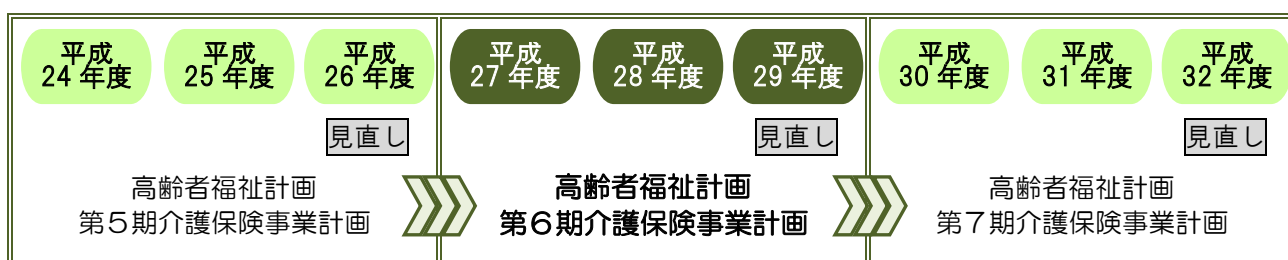 平成
24 年度
平成
25 年度
平成
26 年度
見直し
高齢者福祉計画
第５期介護保険事業計画
平成
27 年度
平成
28 年度
平成
29 年度
見直し
高齢者福祉計画
第６期介護保険事業計画
平成
30 年度
平成
31 年度
平成
32 年度
見直し
高齢者福祉計画
第７期介護保険事業計画